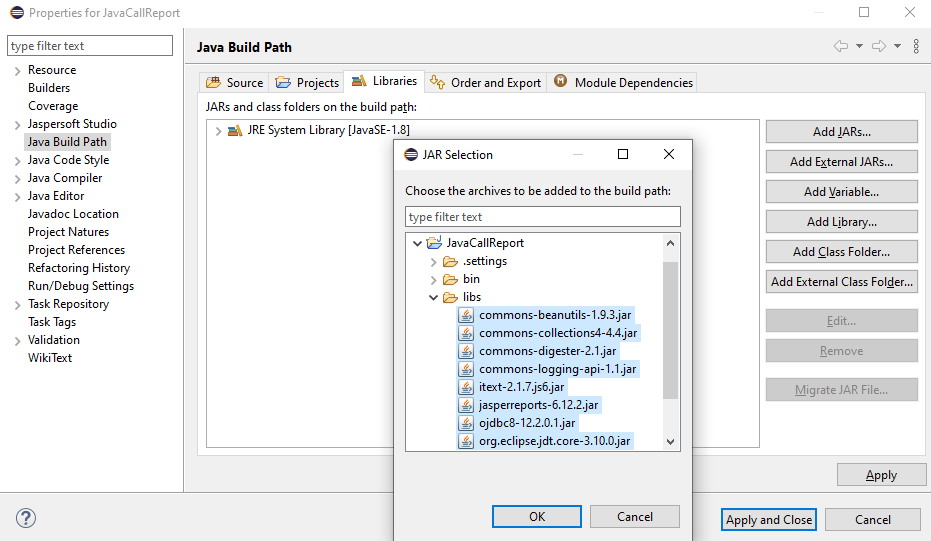 Properties for JavaCallReport
type filter text
Resource
Builders
Coverage
Jaspersoft Studio
Java Build Path
Java Code Style
Java Compiler
Java Editor
Javadoc Location
Project Natures
Project References
Refactoring History
Run/Debug Settings
Task Repository
Task Tags
Validation
WikiText
Java Build Path
Source Projects Libraries Order and Export Module Dependencies
JARs and class folders on the build path:
JRE System Library [JavaSE-1.8]
Add JARs...
Add External JARs...
Add Variable...
Add Library...
Add Class Folder...
Add External Class Folder...
Edit...
Remove
Migrate JAR File...
JAR Selection
Choose the archives to be added to the build path:
type filter text
JavaCallReport
.settings
bin
libs
commons-beanutils-1.9.3.jar
commons-collections4-4.4.jar
commons-digester-2.1.jar
commons-logging-api-1.1.jar
itext-2.1.7.js6.jar
jasperreports-6.12.2.jar
ojdbc8-12.2.0.1.jar
org.eclipse.jdt.core-3.10.0.jar
OK Cancel
Apply
Apply and Close Cancel